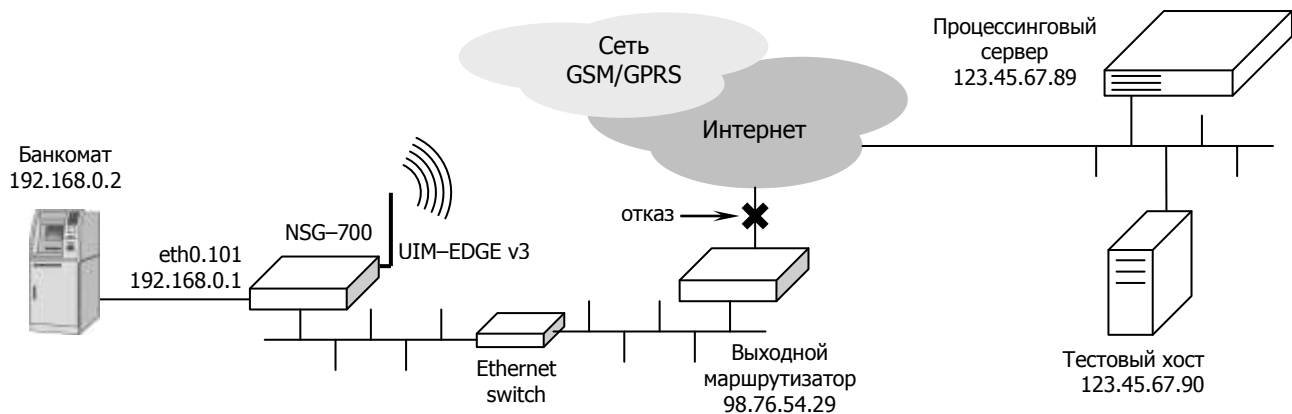 Сеть
GSM/GPRS
Интернет
Процессинговый
сервер
123.45.67.89
Банкомат
192.168.0.2
отказ
NSG–700
UIM–EDGE v3
eth0.101
192.168.0.1
Ethernet
switch
Выходной
маршрутизатор
98.76.54.29
Тестовый хост
123.45.67.90